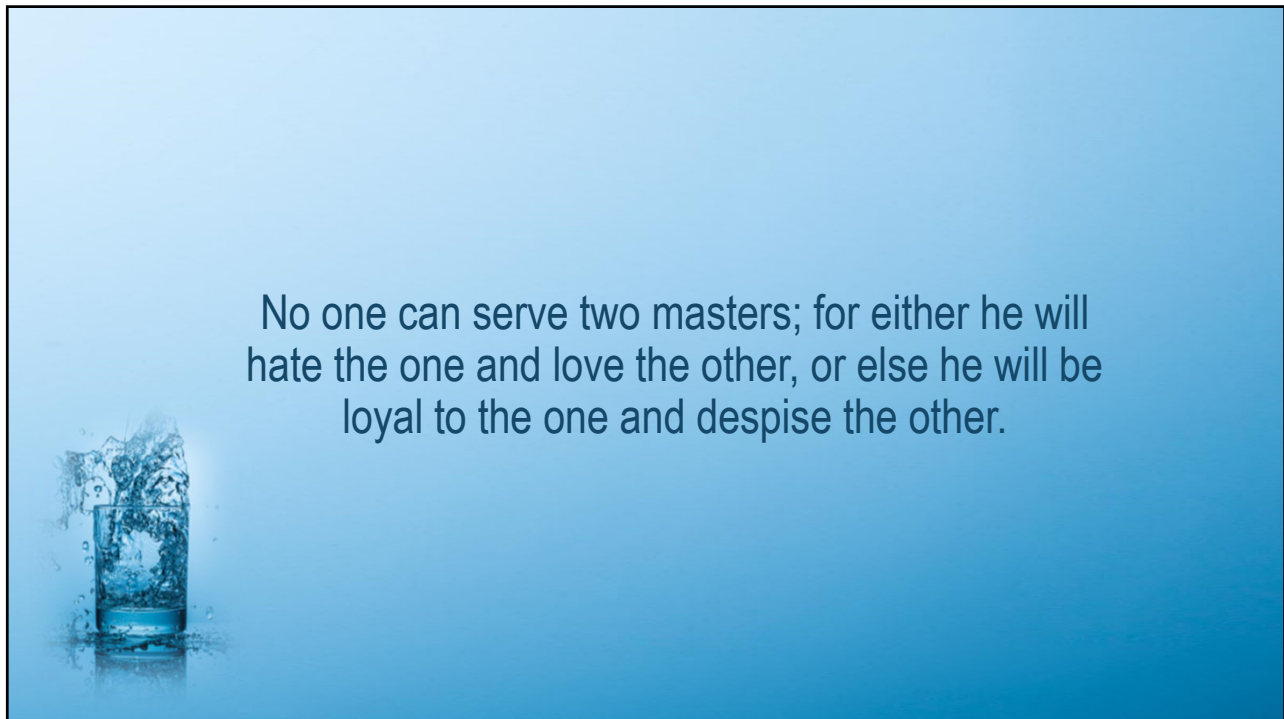 No one can serve two masters; for either he will
hate the one and love the other, or else he will be
loyal to the one and despise the other.